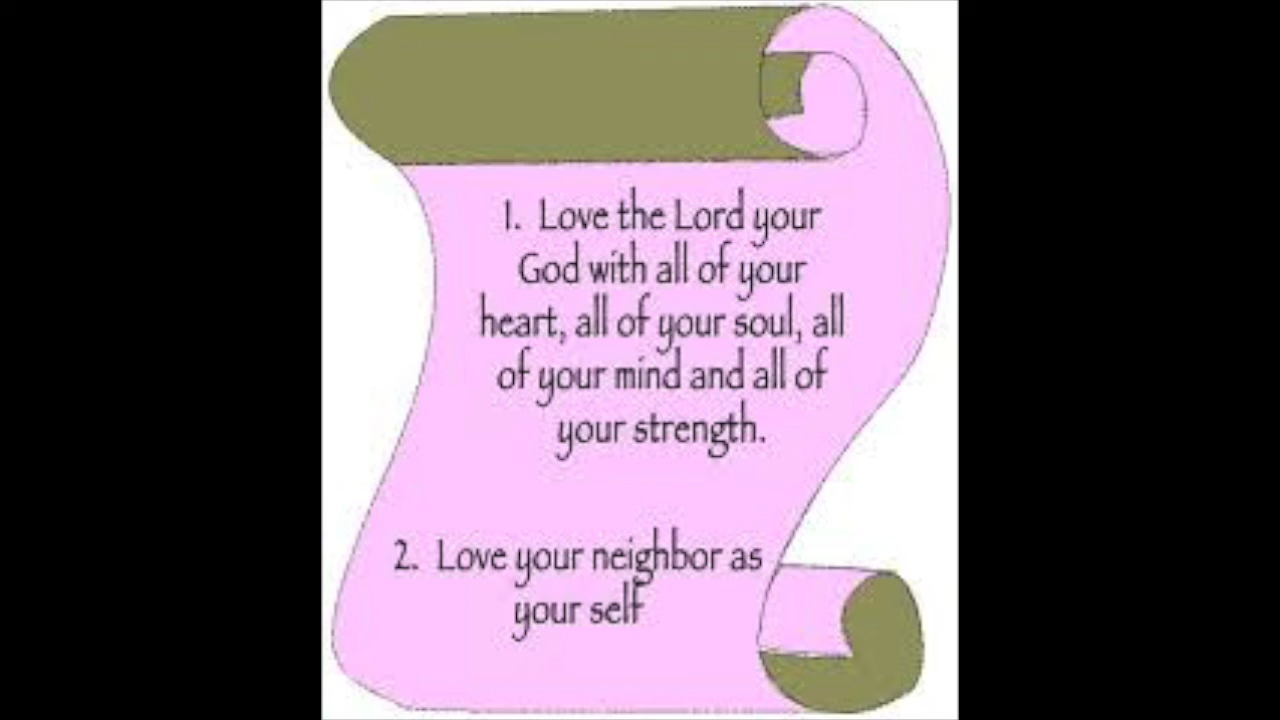 1. Love the Lord your
God with all of your
heart, all of your soul, all
of your mind and all of
your strength.
2. Love your neighbor as
your self